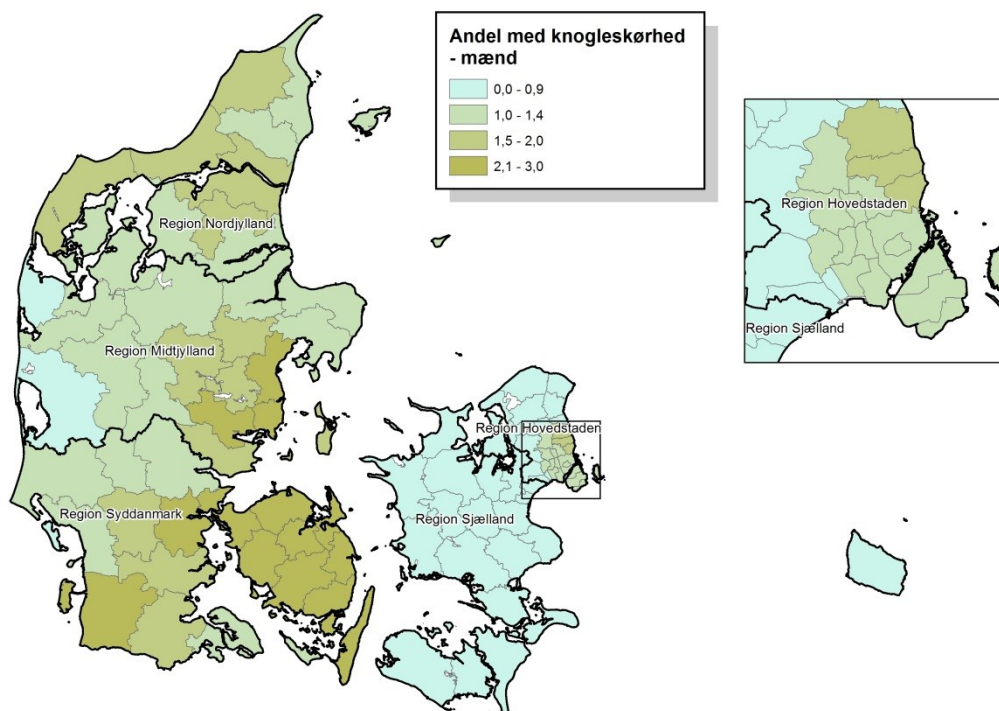 Andel med knogleskørhed
- mænd
0,0 - 0,9
1,0 - 1,4
1,5 - 2,0
2,1 - 3,0
Region Nordjylland
Region Midtjylland
Region Syddanmark
Region Hovedstaden
Region Sjælland
Region Hovedstaden
Region Sjælland